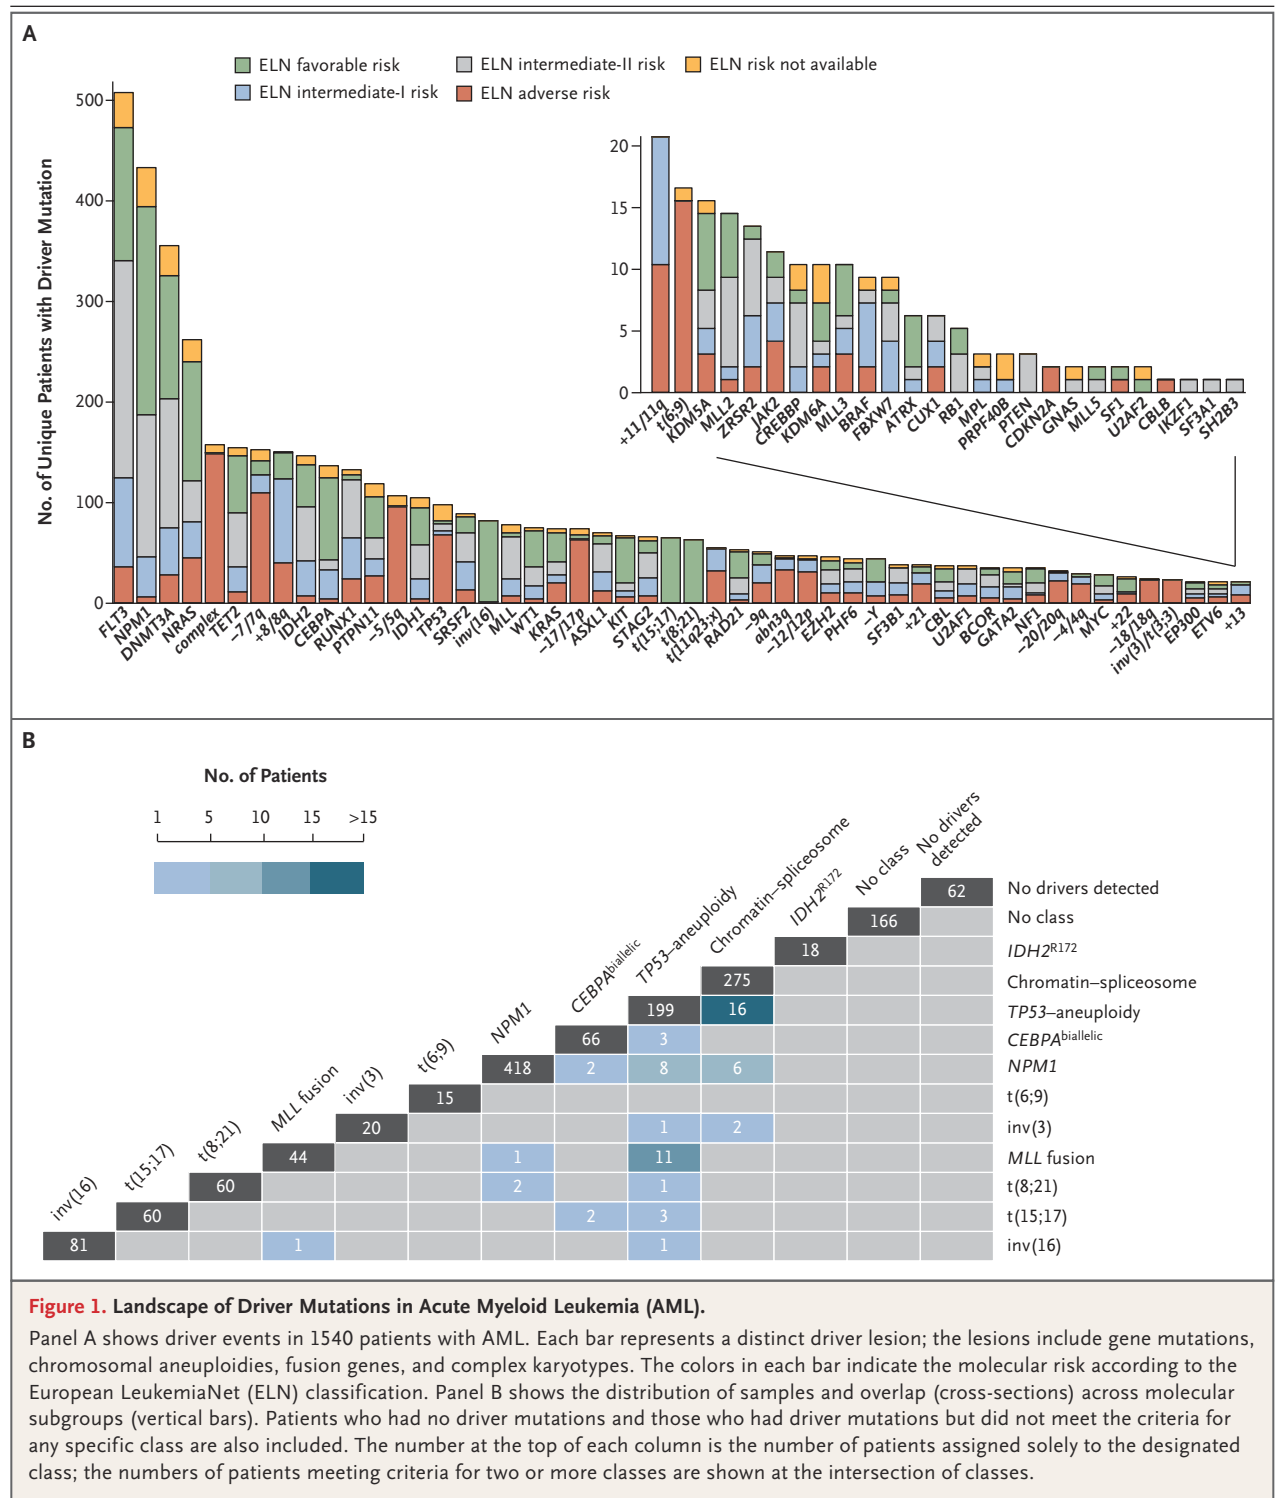 A
ELN favorable risk
ELN intermediate-II risk
ELN risk not available
ELN intermediate-I risk
ELN adverse risk
No. of Unique Patients with Driver Mutation
500
400
300
200
100
0
20
15
10
5
0
+11/11q
t(6;9)
KDM5A
MLL2
ZRSR2
JAK2
CREBBP
KDM6A
MLL3
BRAF
FBXW7
ATRX
CUX1
RB1
MPL
PRPF40B
PTEN
CDKN2A
GNAS
MLL5
SF1
U2AF2
CBLB
IKZF1
SF3A1
SH2B3
FLT3
NPM1
DNMT3A
NRAS
complex
TET2
–7/7q
+8/8q
IDH2
CEBPA
RUNX1
PTPN11
–5/5q
IDH1
TP53
SRSF2
inv(16)
MLL
WT1
KRAS
–17/17p
ASXL1
KIT
STAG2
t(15;17)
t(8;21)
t(11q23;x)
RAD21
–9q
abn3q
–12/12p
EZH2
PHF6
–Y
SF3B1
+21
CBL
U2AF1
BCOR
GATA2
NF1
–20/20q
–4/4q
MYC
+22
–18/18q
inv(3)/t(3;3)
EP300
ETV6
+13
B
No. of Patients
1 5 10 15 >15
inv(16)
t(15;17)
t(8;21)
MLL fusion
inv(3)
t(6;9)
NPM1
CEBPAbiallelic
TP53–aneuploidy
Chromatin–spliceosome
IDH2R172
No class
No drivers
detected
62 No drivers detected
166 No class
18 IDH2R172
275 Chromatin–spliceosome
199 16 TP53–aneuploidy
66 3 CEBPAbiallelic
418 2 8 6 NPM1
15 t(6;9)
20 1 2 inv(3)
44 1 11 MLL fusion
60 2 1 t(8;21)
60 2 3 t(15;17)
81 1 1 inv(16)
Figure 1. Landscape of Driver Mutations in Acute Myeloid Leukemia (AML).
Panel A shows driver events in 1540 patients with AML. Each bar represents a distinct driver lesion; the lesions include gene mutations,
chromosomal aneuploidies, fusion genes, and complex karyotypes. The colors in each bar indicate the molecular risk according to the
European LeukemiaNet (ELN) classification. Panel B shows the distribution of samples and overlap (cross-sections) across molecular
subgroups (vertical bars). Patients who had no driver mutations and those who had driver mutations but did not meet the criteria for
any specific class are also included. The number at the top of each column is the number of patients assigned solely to the designated
class; the numbers of patients meeting criteria for two or more classes are shown at the intersection of classes.